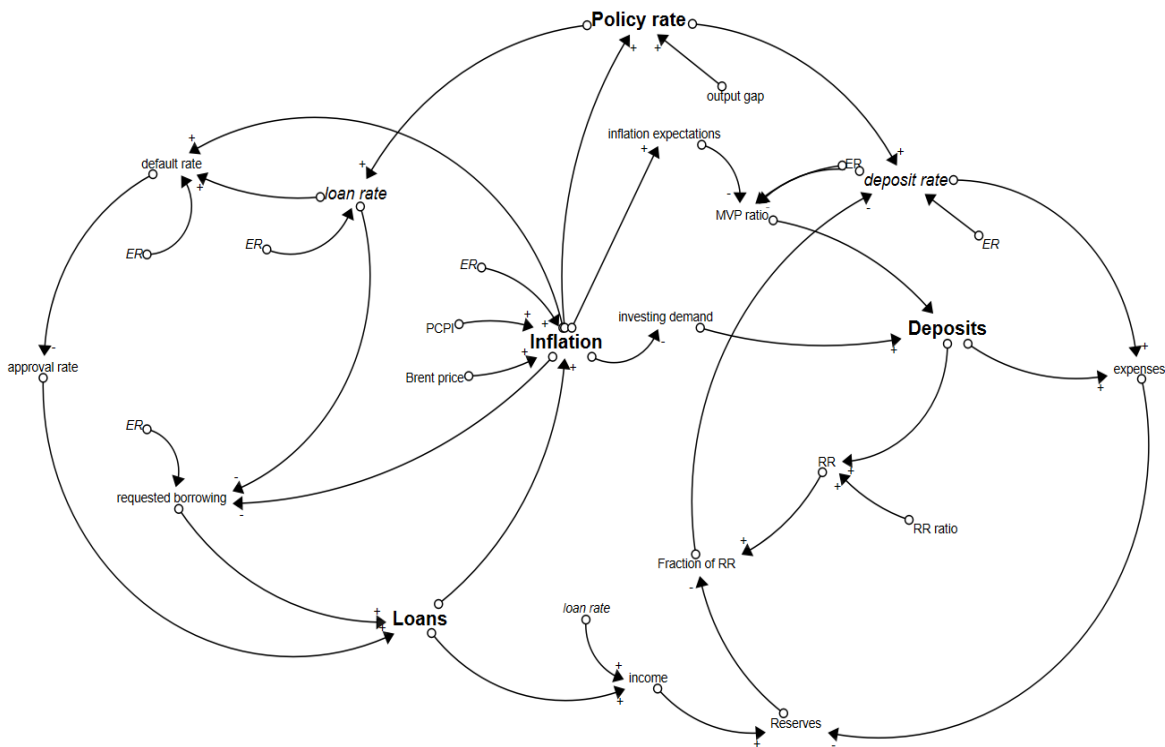 Policy rate
+
+
output gap
inflation expectations
+
+
default rate
+
+
loan rate
ER
+
deposit rate
-
-
-
MVP ratio
ER
ER
ER
ER
PCPI
+
+
investing demand
-
Inflation
+
Brent price
+
Deposits
+
+
-
approval rate
+
expenses
+
ER
-
requested borrowing
-
RR
+
+
RR ratio
+
Fraction of RR
-
+
+
Loans
loan rate
+
income
+
Reserves
+
-